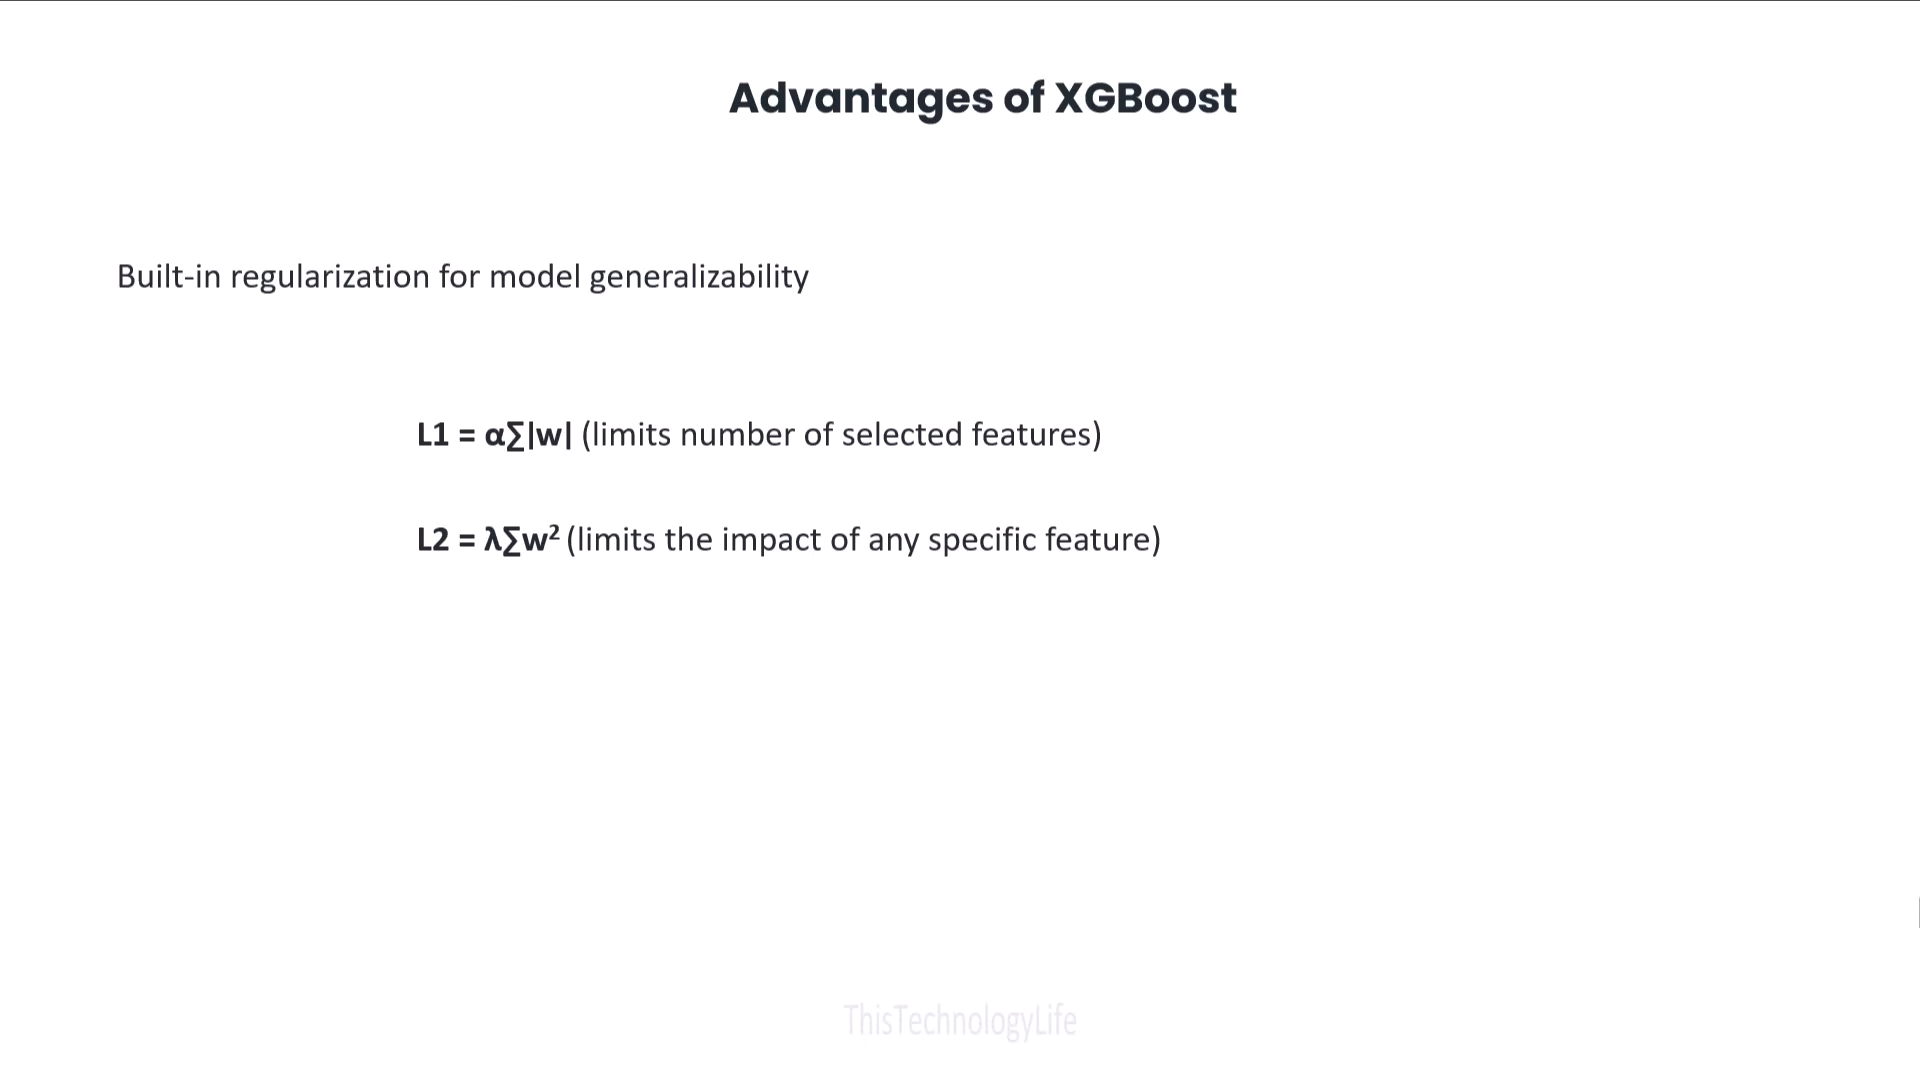 Advantages of XGBoost
Built-in regularization for model generalizability
L1 = α∑|w| (limits number of selected features)
L2 = λ∑w² (limits the impact of any specific feature)
ThisTechnologyLife